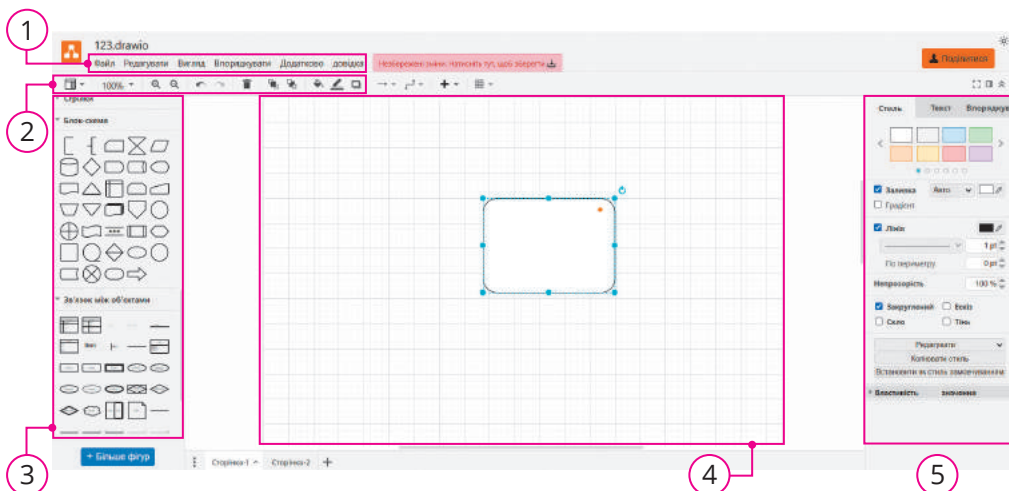 1
123.drawio
Файл Редагувати Вигляд Впорядкувати Додатково довідка
Незбережені зміни. Натисніть тут, щоб зберегти
Поділитися
2
100%
Стрілки
Блок-схема
Зв'язок між об'єктами
+ Більше фігур
3
Сторінка-1
Сторінка-2
4
Стиль Текст Впорядкув
Заливка Авто
Градієнт
Лінія
1 pt
По периметру 0 pt
Непрозорість 100 %
Закруглений Ескіз
Скло Тінь
Редагувати
Копіювати стиль
Встановити як стиль замовчуванням
Властивість значення
5